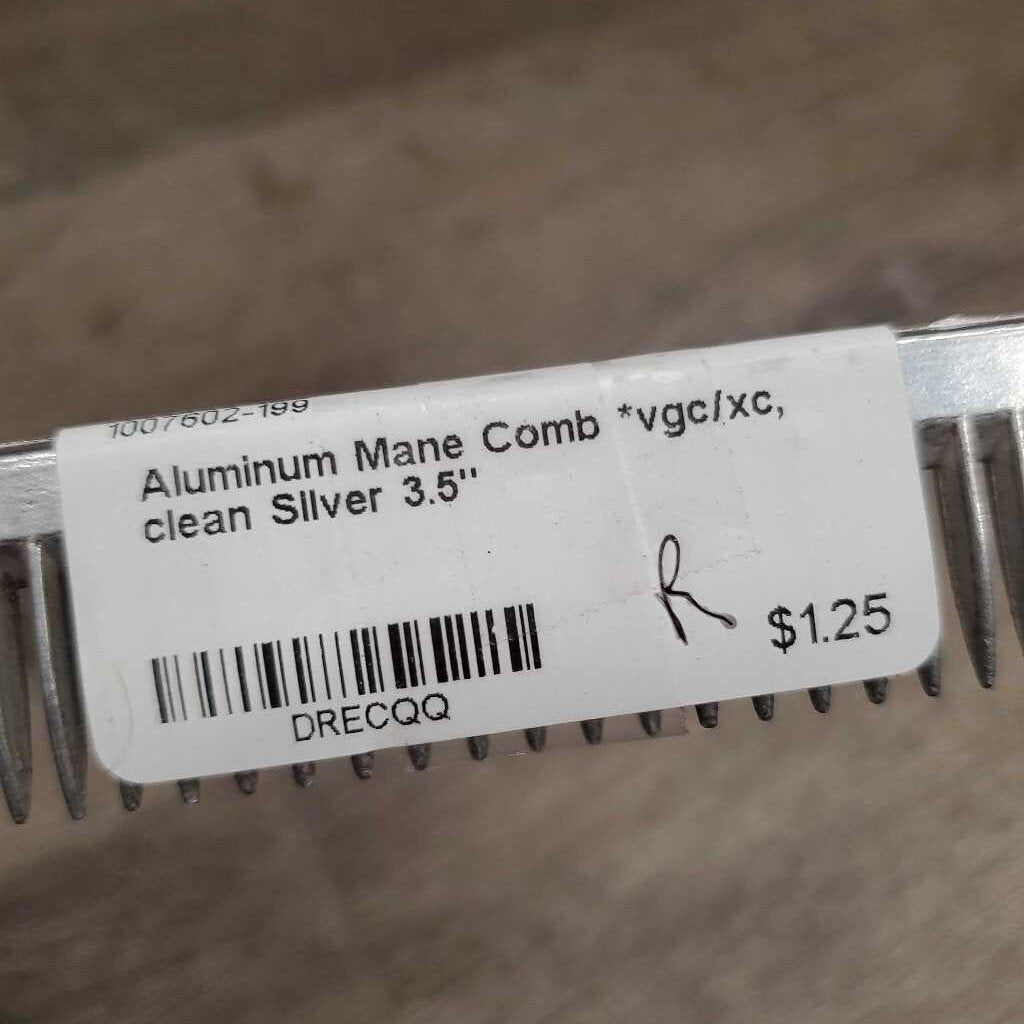 1007602-199
Aluminum Mane Comb *vgc/xc,
clean Silver 3.5"
R
$1.25
DRECQQ